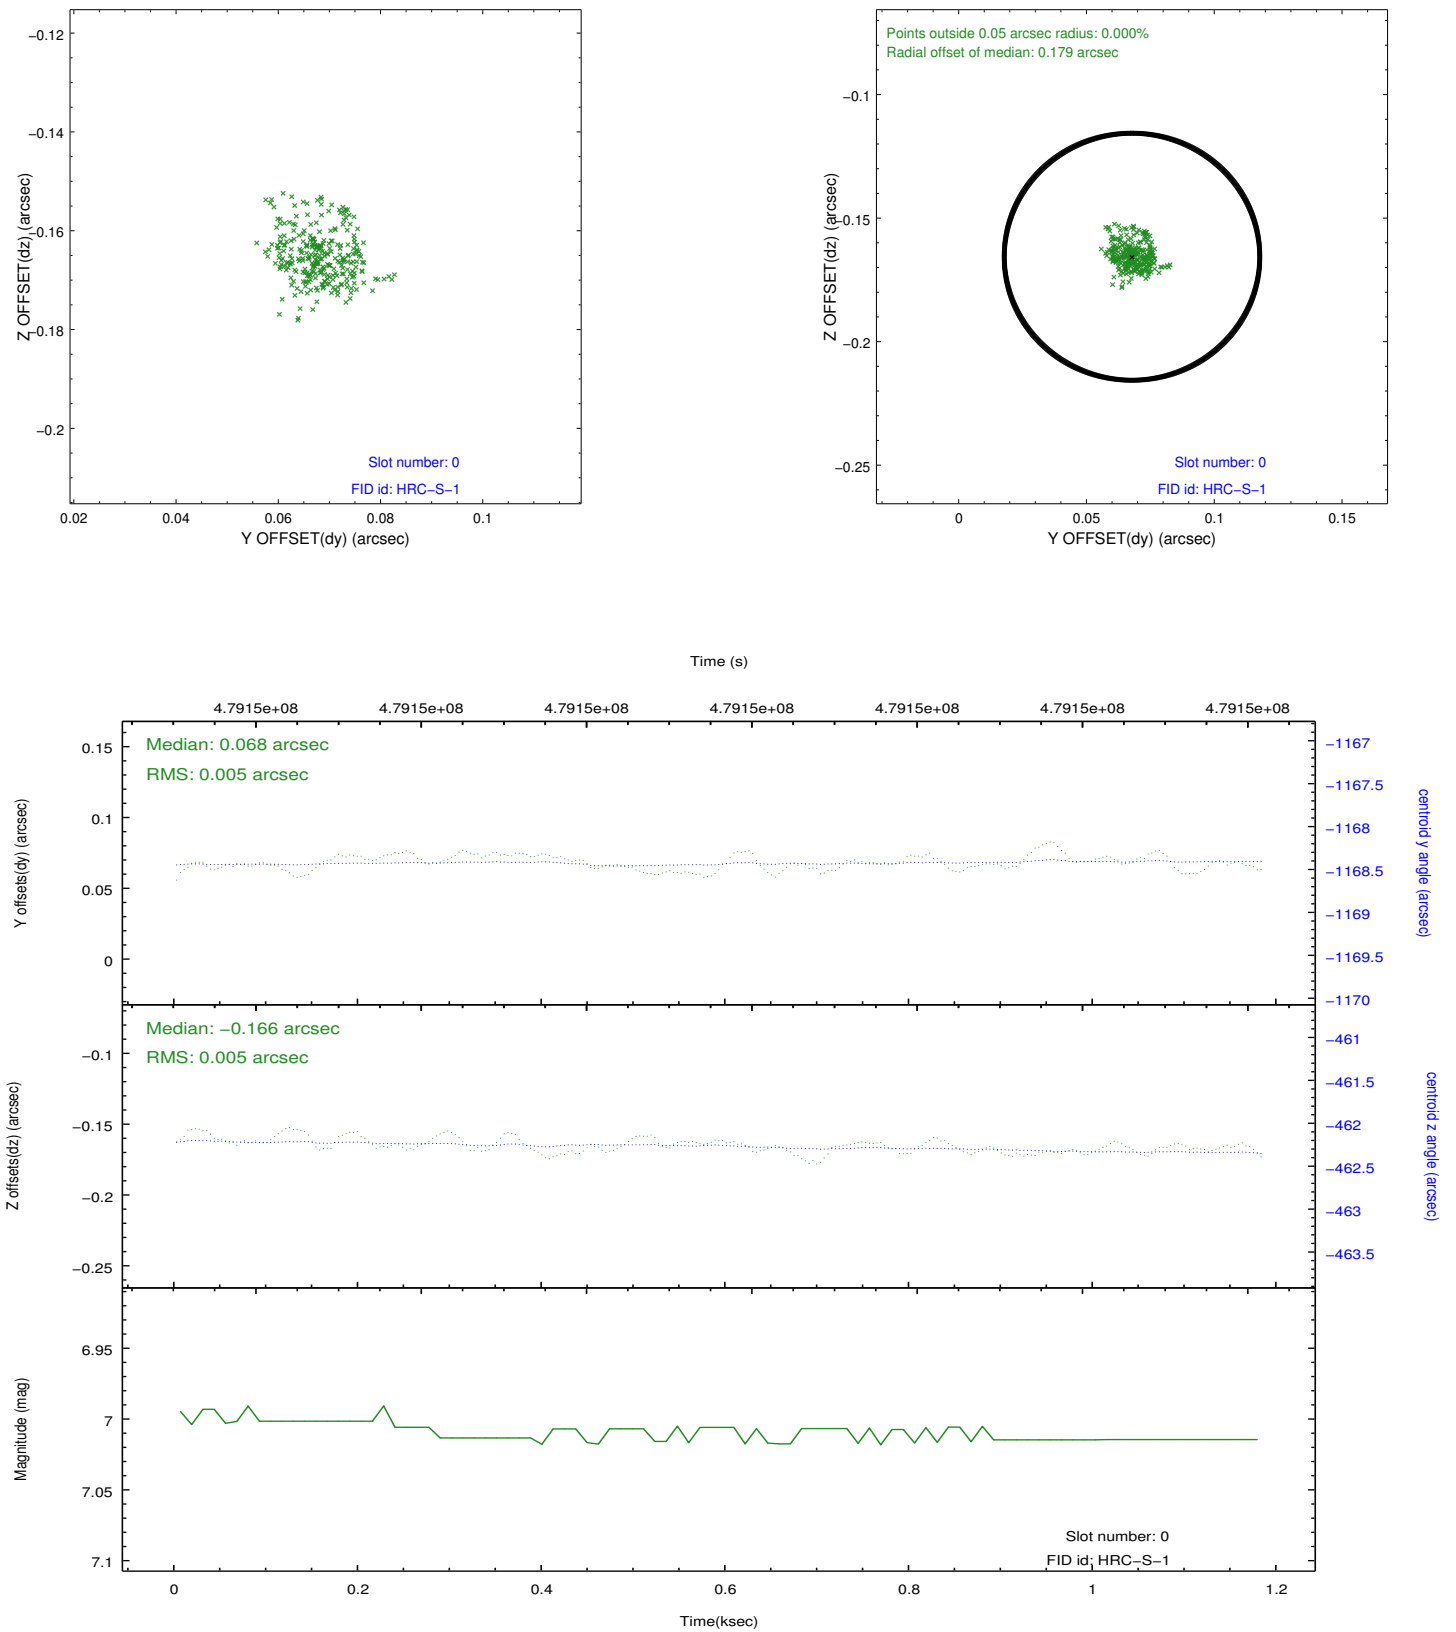 −0.12
−0.14
−0.16
−0.18
−0.2
Z OFFSET(dz) (arcsec)
Slot number: 0
FID id: HRC−S−1
0.02 0.04 0.06 0.08 0.1
Y OFFSET(dy) (arcsec)
Points outside 0.05 arcsec radius: 0.000%
Radial offset of median: 0.179 arcsec
−0.1
−0.15
−0.2
−0.25
Z OFFSET(dz) (arcsec)
Slot number: 0
FID id: HRC−S−1
0 0.05 0.1 0.15
Y OFFSET(dy) (arcsec)
Time (s)
4.7915e+08 4.7915e+08 4.7915e+08 4.7915e+08 4.7915e+08 4.7915e+08 4.7915e+08
Median: 0.068 arcsec
RMS: 0.005 arcsec
0.15
0.1
0.05
0
Y offsets(dy) (arcsec)
−1167
−1167.5
−1168
−1168.5
−1169
−1169.5
−1170
centroid y angle (arcsec)
Median: −0.166 arcsec
RMS: 0.005 arcsec
−0.1
−0.15
−0.2
−0.25
Z offsets(dz) (arcsec)
−461
−461.5
−462
−462.5
−463
−463.5
centroid z angle (arcsec)
6.95
7
7.05
7.1
Magnitude (mag)
Slot number: 0
FID id: HRC−S−1
0 0.2 0.4 0.6 0.8 1 1.2
Time(ksec)